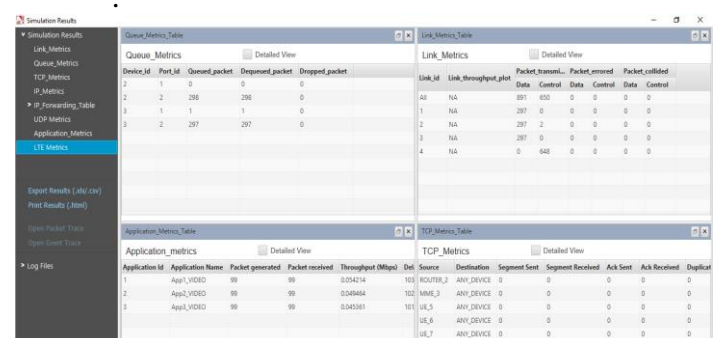 Simulation Results
Simulation Results
Link_Metrics
Queue_Metrics
TCP_Metrics
IP_Metrics
IP_Forwarding_Table
UDP Metrics
Application_Metrics
LTE Metrics
Export Results (.xls/.csv)
Print Results (.html)
Open Packet Trace
Open Event Trace
Log Files
Queue_Metrics_Table
Queue_Metrics Detailed View
Device_id Port_id Queued_packet Dequeued_packet Dropped_packet
2 1 0 0 0
2 2 298 298 0
3 1 1 1 0
3 2 297 297 0
Link_Metrics_Table
Link_Metrics Detailed View
Link_id Link_throughput_plot Packet_transmi... Packet_errored Packet_collided
Data Control Data Control Data Control
All NA 891 650 0 0 0 0
1 NA 297 0 0 0 0 0
2 NA 297 2 0 0 0 0
3 NA 297 0 0 0 0 0
4 NA 0 648 0 0 0 0
Application_Metrics_Table
Application_metrics Detailed View
Application Id Application Name Packet generated Packet received Throughput (Mbps) Del
1 App1_VIDEO 99 99 0.054214 103
2 App2_VIDEO 99 99 0.049464 102
3 App3_VIDEO 99 99 0.045361 101
TCP_Metrics_Table
TCP_Metrics Detailed View
Source Destination Segment Sent Segment Received Ack Sent Ack Received Duplicat
ROUTER_2 ANY_DEVICE 0 0 0 0 0
MME_3 ANY_DEVICE 0 0 0 0 0
UE_5 ANY_DEVICE 0 0 0 0 0
UE_6 ANY_DEVICE 0 0 0 0 0
UE_7 ANY_DEVICE 0 0 0 0 0